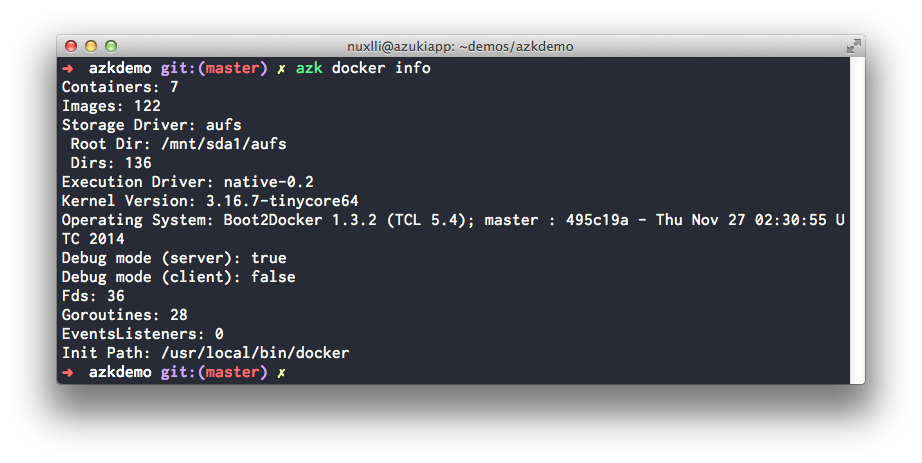 nuxlli@azukiapp: ~demos/azkdemo
➜  azkdemo git:(master) ✗ azk docker info
Containers: 7
Images: 122
Storage Driver: aufs
 Root Dir: /mnt/sda1/aufs
 Dirs: 136
Execution Driver: native-0.2
Kernel Version: 3.16.7-tinycore64
Operating System: Boot2Docker 1.3.2 (TCL 5.4); master : 495c19a - Thu Nov 27 02:30:55 U
TC 2014
Debug mode (server): true
Debug mode (client): false
Fds: 36
Goroutines: 28
EventsListeners: 0
Init Path: /usr/local/bin/docker
➜  azkdemo git:(master) ✗